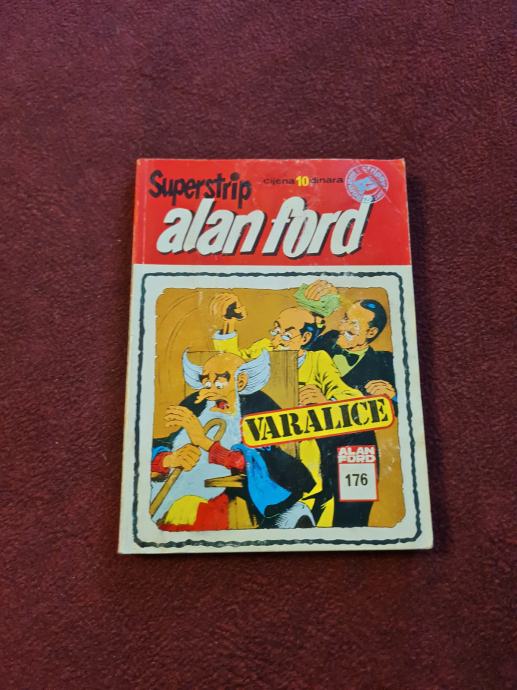 Superstrip
cijena 10 dinara
alan ford
VARALICE
ALAN
FORD
176